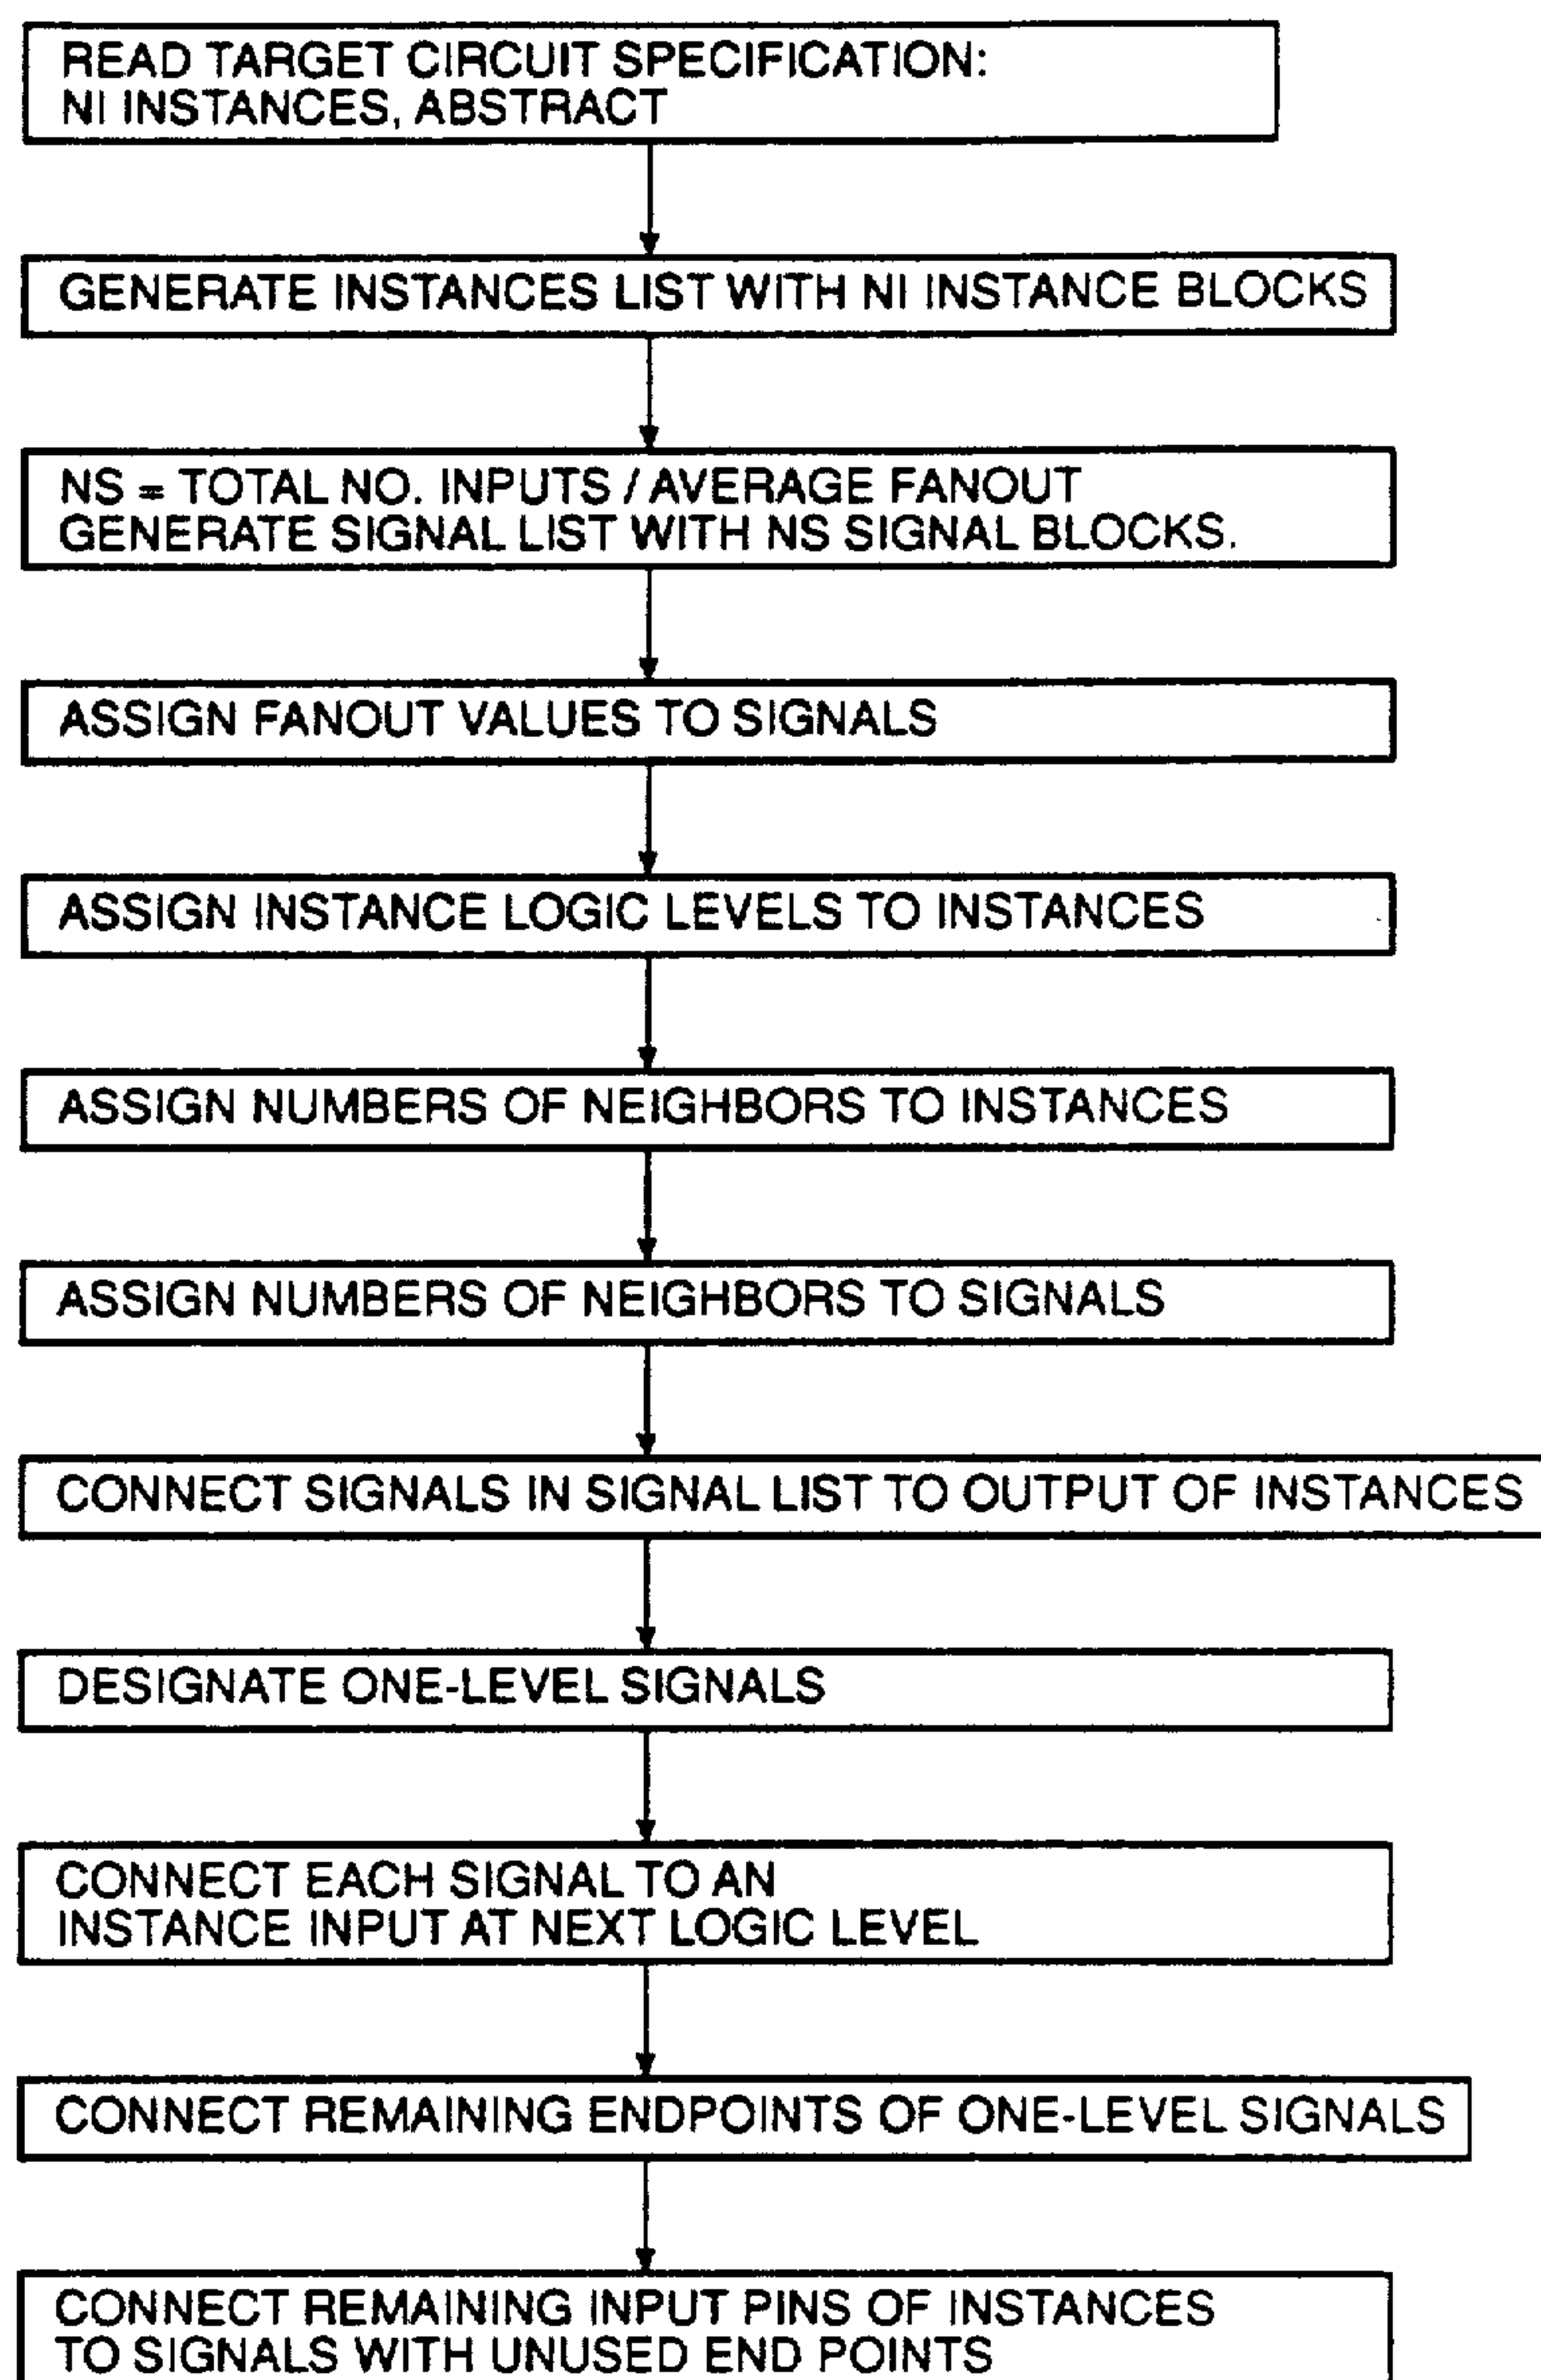 READ TARGET CIRCUIT SPECIFICATION:
NI INSTANCES, ABSTRACT
GENERATE INSTANCES LIST WITH NI INSTANCE BLOCKS
NS = TOTAL NO. INPUTS / AVERAGE FANOUT
GENERATE SIGNAL LIST WITH NS SIGNAL BLOCKS.
ASSIGN FANOUT VALUES TO SIGNALS
ASSIGN INSTANCE LOGIC LEVELS TO INSTANCES
ASSIGN NUMBERS OF NEIGHBORS TO INSTANCES
ASSIGN NUMBERS OF NEIGHBORS TO SIGNALS
CONNECT SIGNALS IN SIGNAL LIST TO OUTPUT OF INSTANCES
DESIGNATE ONE-LEVEL SIGNALS
CONNECT EACH SIGNAL TO AN
INSTANCE INPUT AT NEXT LOGIC LEVEL
CONNECT REMAINING ENDPOINTS OF ONE-LEVEL SIGNALS
CONNECT REMAINING INPUT PINS OF INSTANCES
TO SIGNALS WITH UNUSED END POINTS